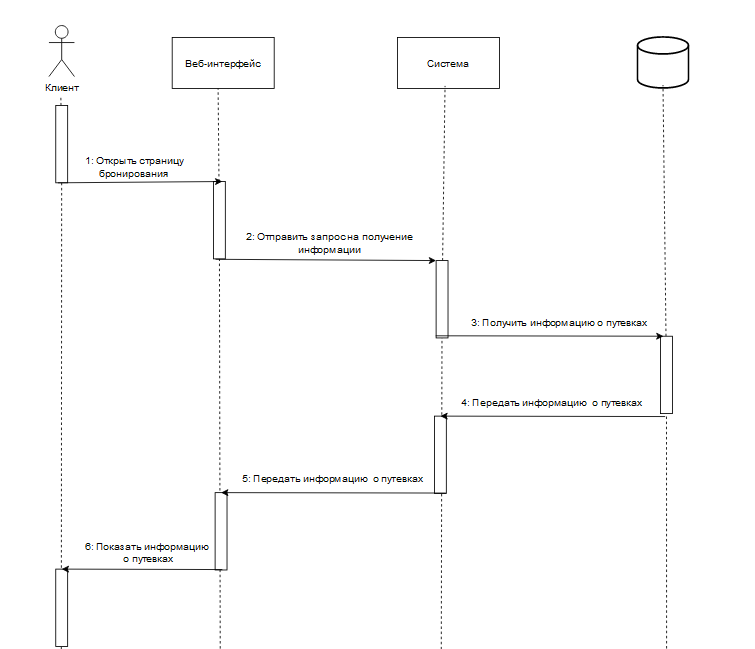 Клиент
Веб-интерфейс
Система
1: Открыть страницу
бронирования
2: Отправить запрос на получение
информации
3: Получить информацию о путевках
4: Передать информацию о путевках
5: Передать информацию о путевках
6: Показать информацию
о путевках